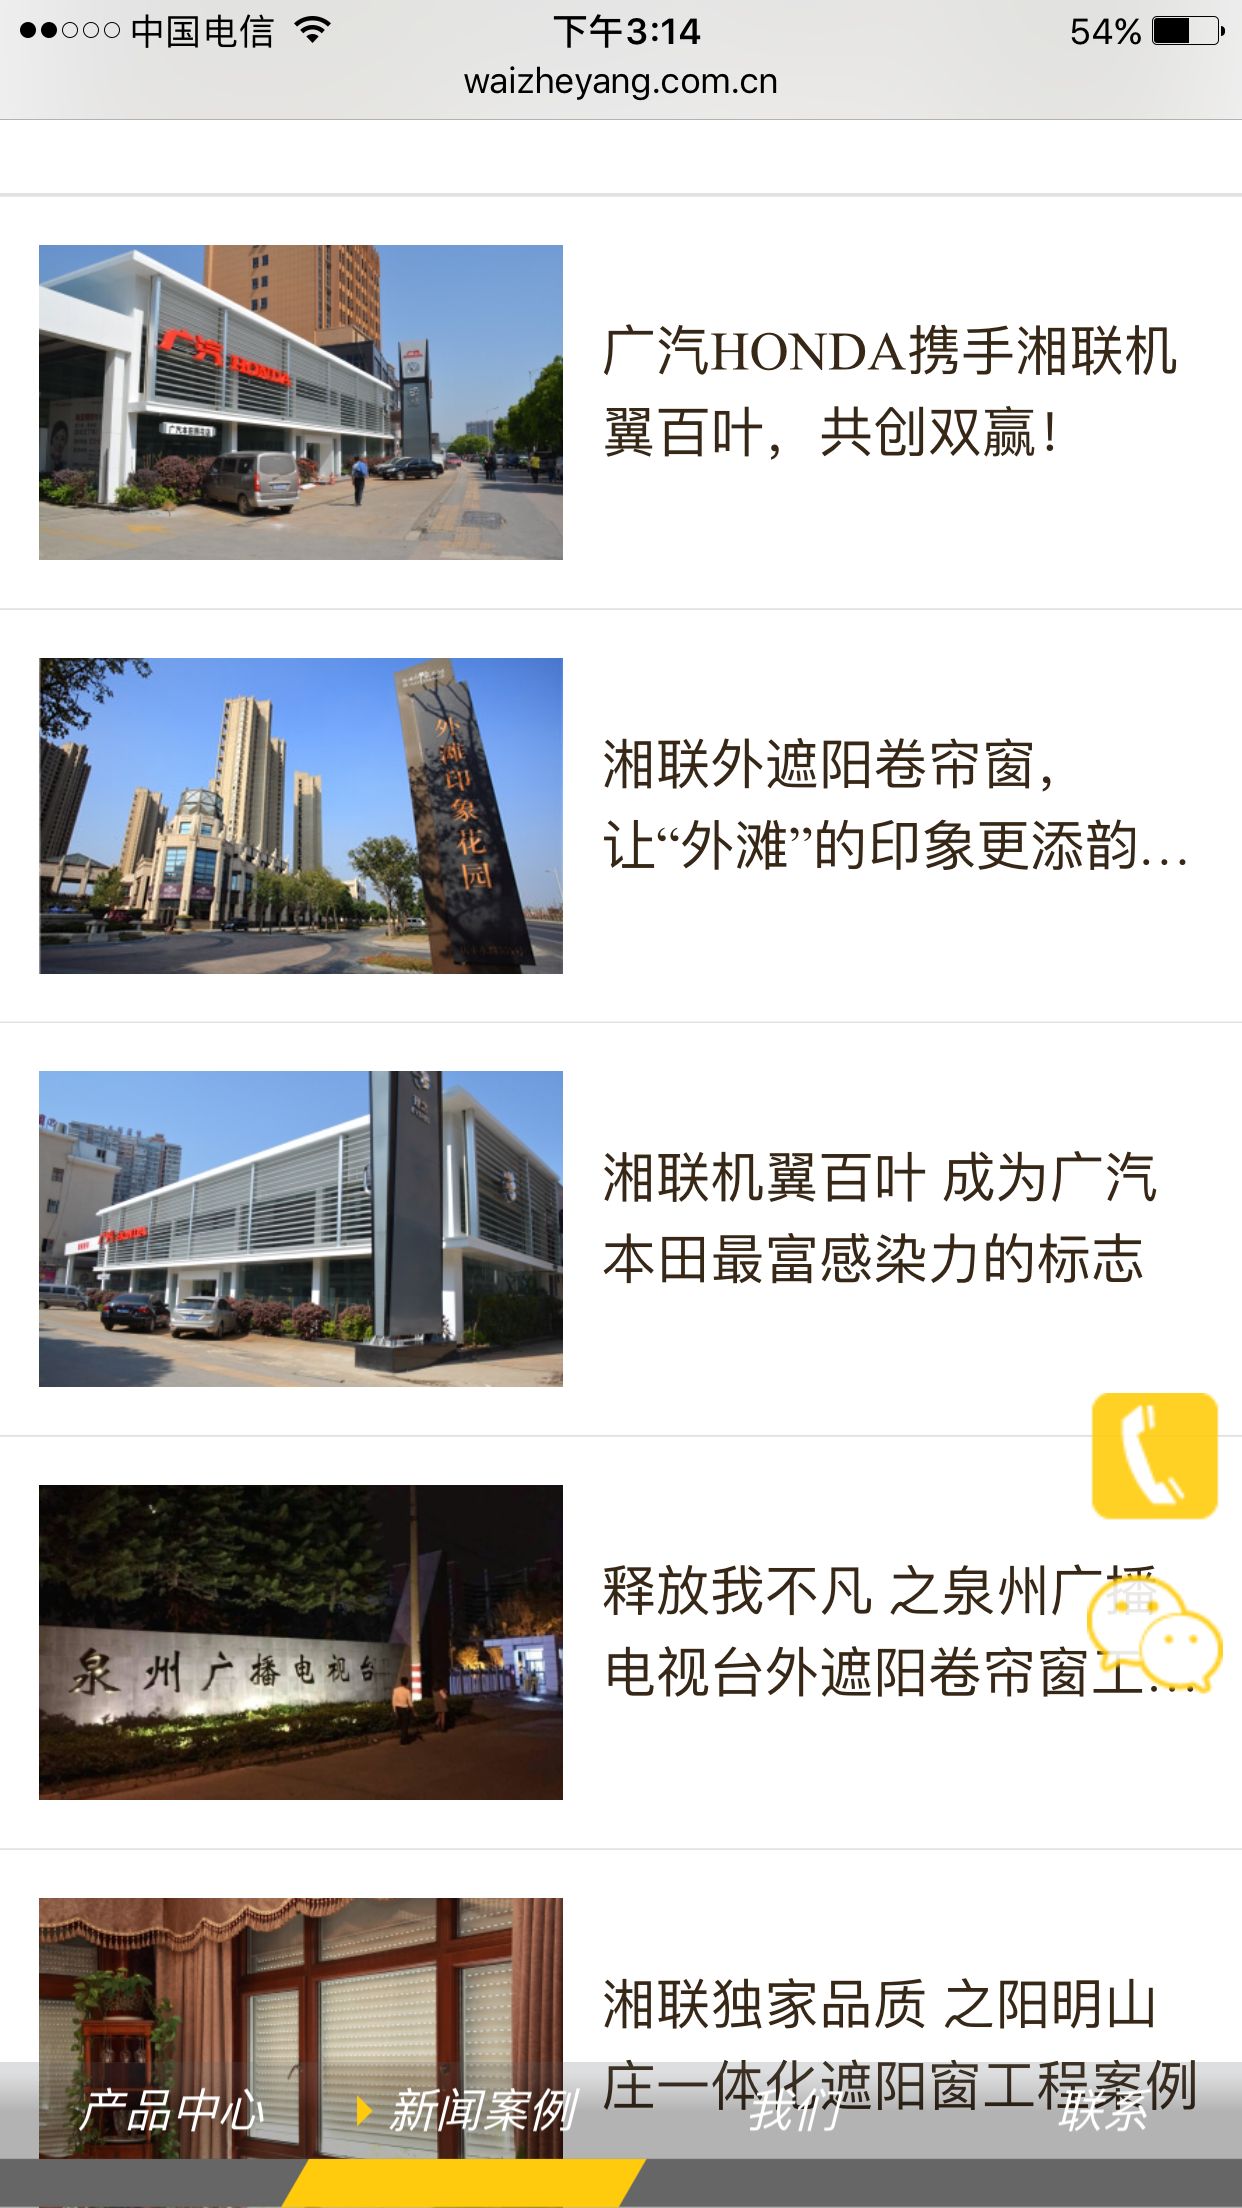 中国电信
下午3:14
54%
waizheyang.com.cn
广汽 HONDA
广汽HONDA携手湘联机
翼百叶，共创双赢！
外滩印象花园
湘联外遮阳卷帘窗，
让“外滩”的印象更添韵…
HONDA
湘联机翼百叶 成为广汽
本田最富感染力的标志
泉州广播电视台
释放我不凡 之泉州广播
电视台外遮阳卷帘窗工…
湘联独家品质 之阳明山
庄一体化遮阳窗工程案例
产品中心
新闻案例
我们
联系